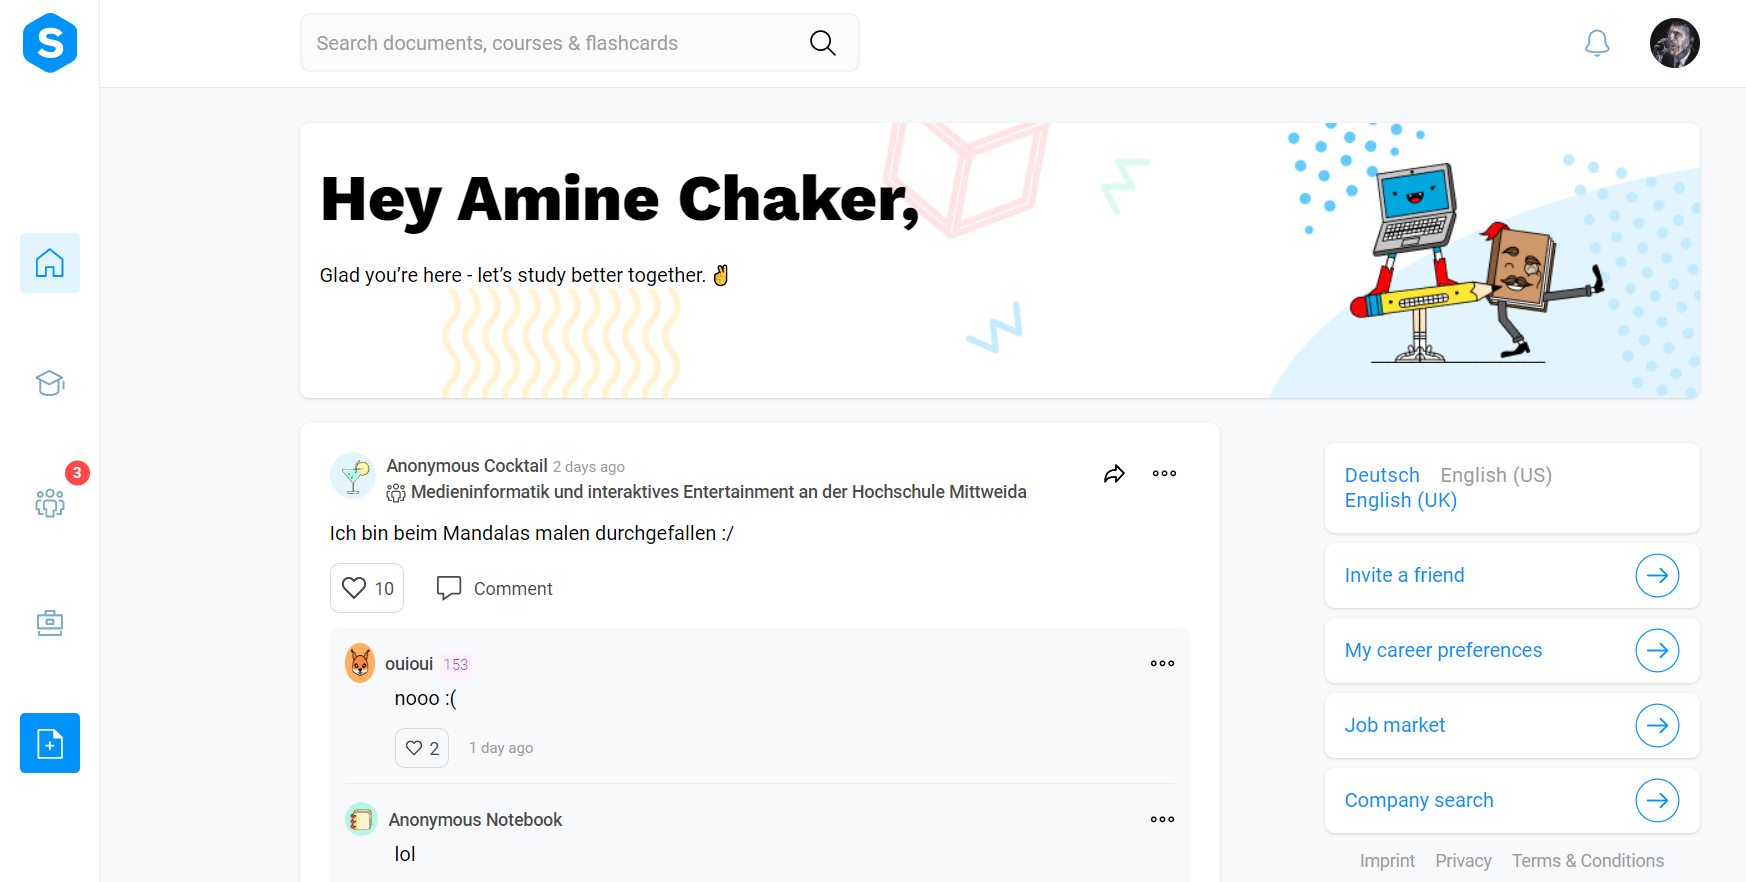 S
Search documents, courses & flashcards
Hey Amine Chaker,
Glad you’re here - let’s study better together. ✌
3
Anonymous Cocktail 2 days ago
Medieninformatik und interaktives Entertainment an der Hochschule Mittweida
Ich bin beim Mandalas malen durchgefallen :/
10 Comment
ouioui 153
nooo :(
2 1 day ago
Anonymous Notebook
lol
Deutsch English (US)
English (UK)
Invite a friend
My career preferences
Job market
Company search
Imprint Privacy Terms & Conditions